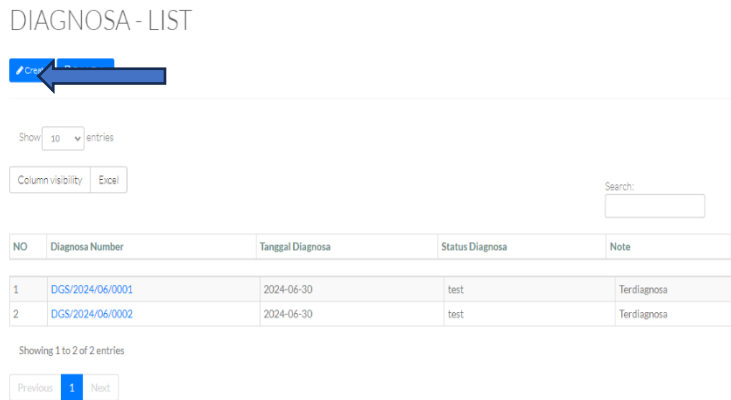 DIAGNOSA - LIST
Show 10 entries
Column visibility Excel
Search:
NO Diagnosa Number Tanggal Diagnosa Status Diagnosa Note
1 DGS/2024/06/0001 2024-06-30 test Terdiagnosa
2 DGS/2024/06/0002 2024-06-30 test Terdiagnosa
Showing 1 to 2 of 2 entries
Previous 1 Next